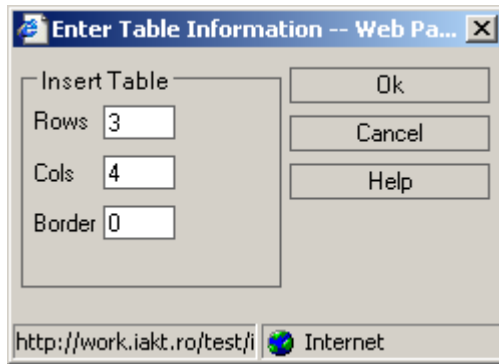 Enter Table Information -- Web Pa...
Insert Table
Rows 3
Cols 4
Border 0
Ok
Cancel
Help
http://work.iakt.ro/test/i
Internet